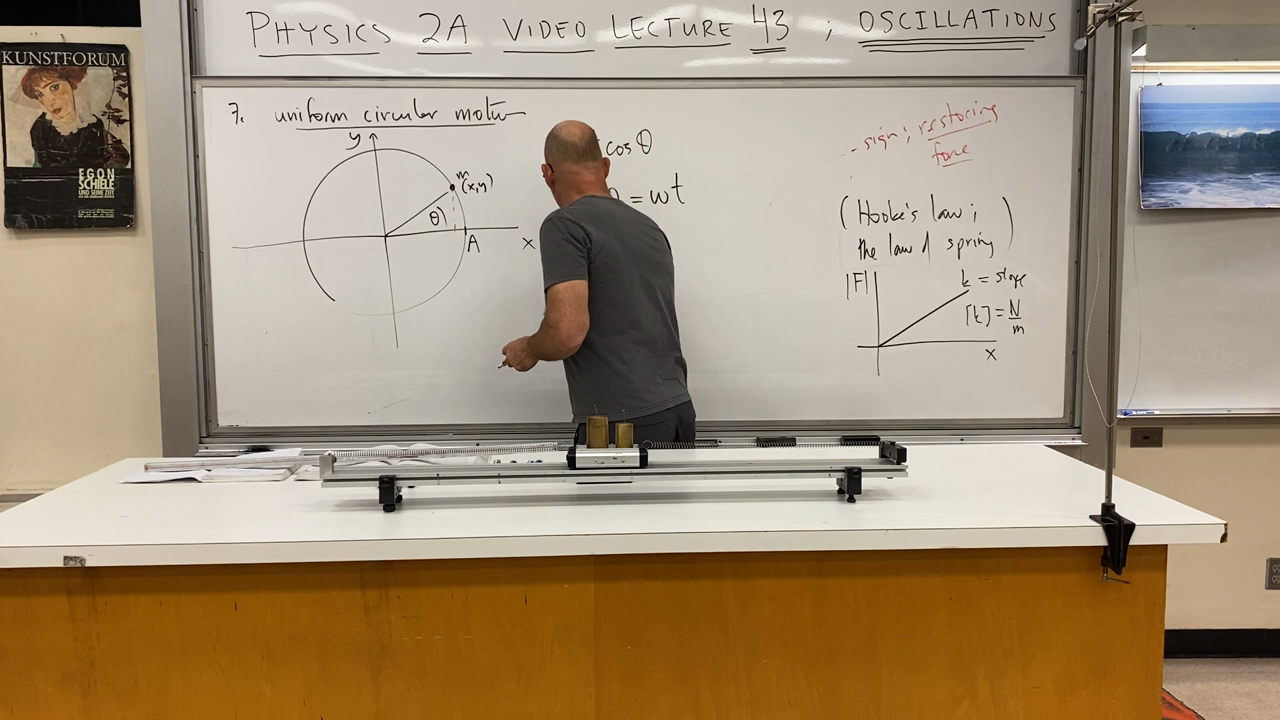 PHYSICS 2A VIDEO LECTURE 43 ; OSCILLATIONS
KUNSTFORUM
EGON
SCHIELE
UND SEINE ZEIT
7. uniform circular motion
y
m
(x,y)
θ
A
x
cos θ
= ωt
- sign; restoring
force
(Hooke's law;
the law of spring)
|F|
k = slope
[k] = N/m
x